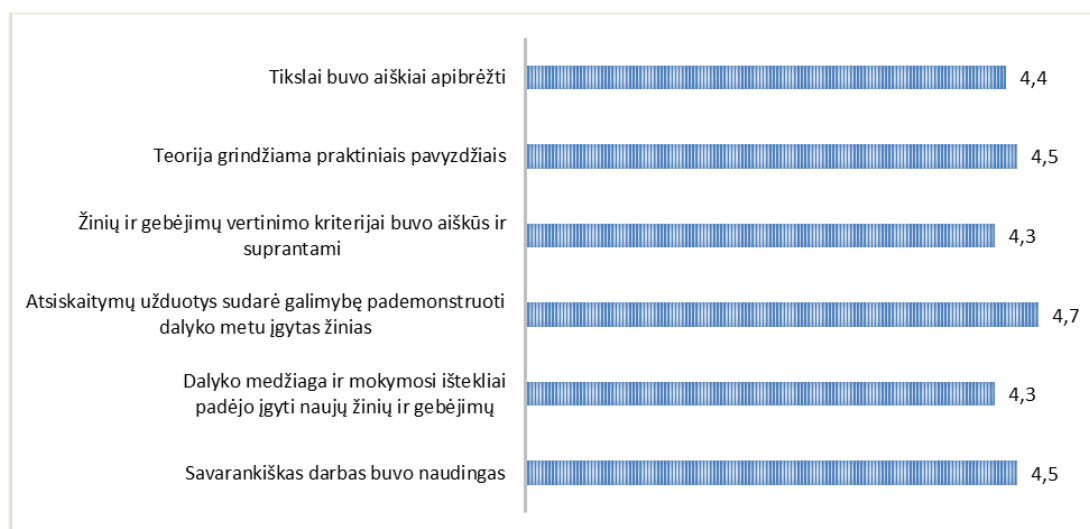 Tikslai buvo aiškiai apibrėžti
4,4
Teorija grindžiama praktiniais pavyzdžiais
4,5
Žinių ir gebėjimų vertinimo kriterijai buvo aiškūs ir
suprantami
4,3
Atsiskaitymų užduotys sudarė galimybę pademonstruoti
dalyko metu įgytas žinias
4,7
Dalyko medžiaga ir mokymosi ištekliai
padėjo įgyti naujų žinių ir gebėjimų
4,3
Savarankiškas darbas buvo naudingas
4,5